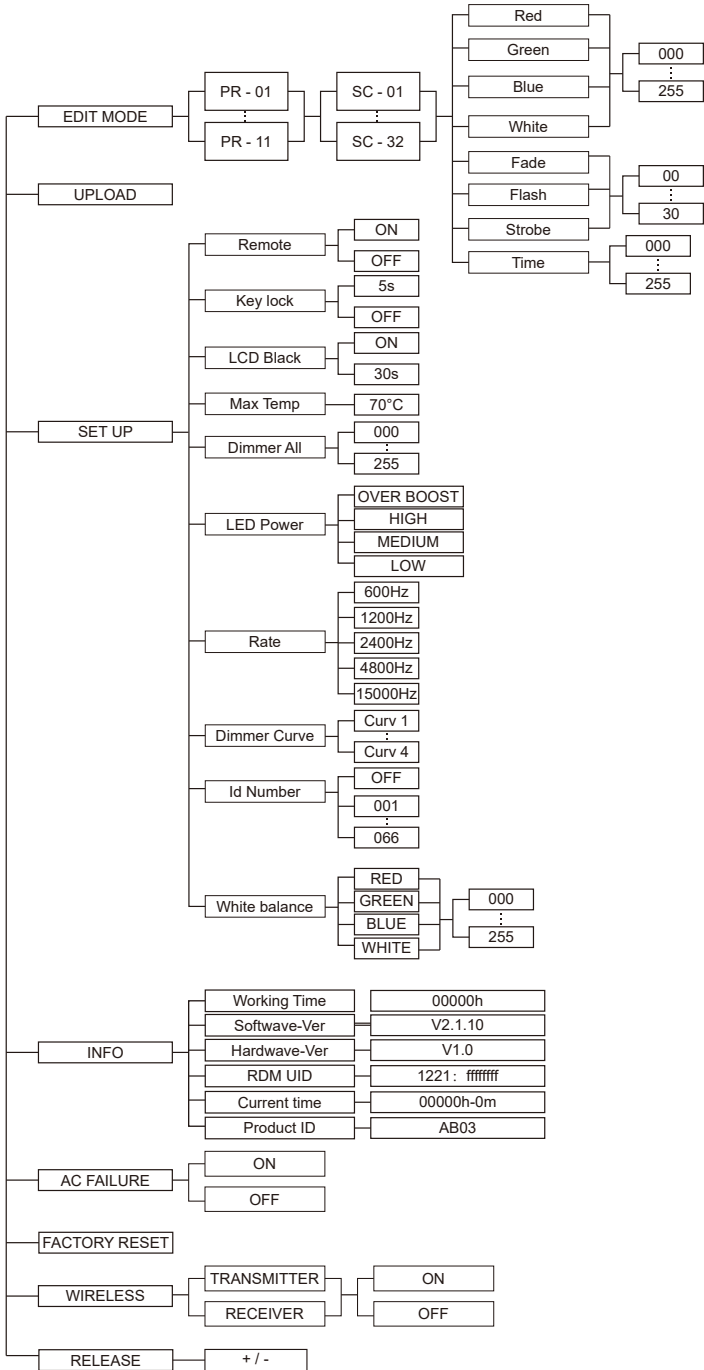 Red
Green
Blue
White
Fade
Flash
Strobe
Time
000
255
00
30
000
255
EDIT MODE
PR - 01
PR - 11
SC - 01
SC - 32
UPLOAD
SET UP
Remote
ON
OFF
Key lock
5s
OFF
LCD Black
ON
30s
Max Temp
70°C
Dimmer All
000
255
LED Power
OVER BOOST
HIGH
MEDIUM
LOW
Rate
600Hz
1200Hz
2400Hz
4800Hz
15000Hz
Dimmer Curve
Curv 1
Curv 4
Id Number
OFF
001
066
White balance
RED
GREEN
BLUE
WHITE
000
255
INFO
Working Time
00000h
Softwave-Ver
V2.1.10
Hardwave-Ver
V1.0
RDM UID
1221: ffffffff
Current time
00000h-0m
Product ID
AB03
AC FAILURE
ON
OFF
FACTORY RESET
WIRELESS
TRANSMITTER
RECEIVER
ON
OFF
RELEASE
+ / -